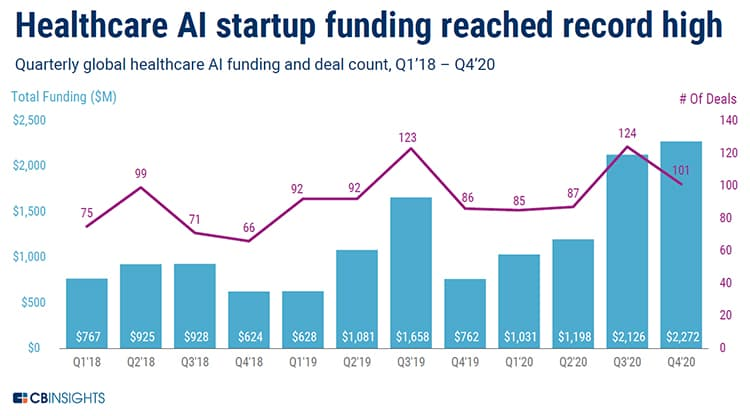 Healthcare AI startup funding reached record high
Quarterly global healthcare AI funding and deal count, Q1'18 – Q4'20
Total Funding ($M)
# Of Deals
$2,500
$2,000
$1,500
$1,000
$500
$0
140
120
100
80
60
40
20
0
75
99
71
66
92
92
123
86
85
87
124
101
$767
$925
$928
$624
$628
$1,081
$1,658
$762
$1,031
$1,198
$2,126
$2,272
Q1'18
Q2'18
Q3'18
Q4'18
Q1'19
Q2'19
Q3'19
Q4'19
Q1'20
Q2'20
Q3'20
Q4'20
CBINSIGHTS